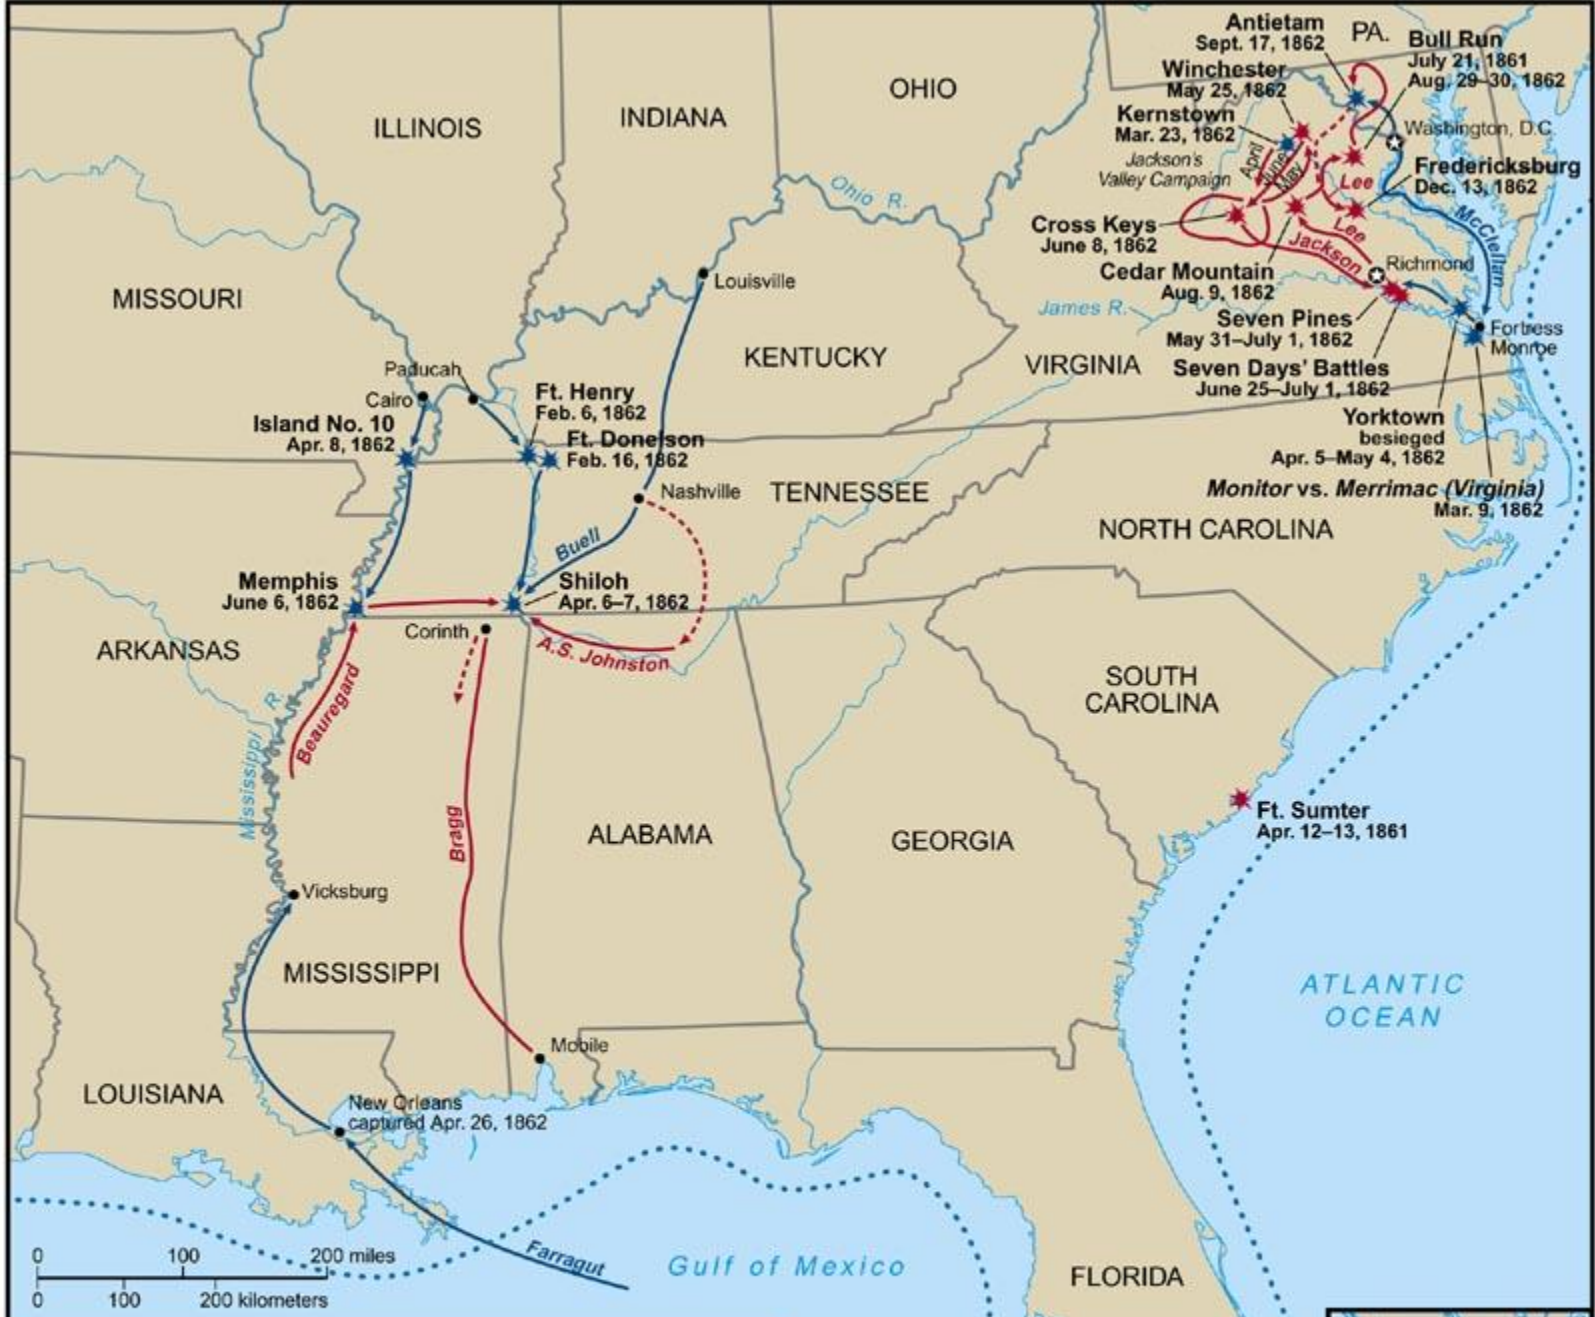 Antietam
Sept. 17, 1862
PA.
Bull Run
July 21, 1861
Aug. 29–30, 1862
Winchester
May 25, 1862
Kernstown
Mar. 23, 1862
Washington, D.C.
Jackson's
Valley Campaign
April
June
May
Lee
Fredericksburg
Dec. 13, 1862
McClellan
Cross Keys
June 8, 1862
Lee
Jackson
Richmond
Cedar Mountain
Aug. 9, 1862
James R.
Seven Pines
May 31–July 1, 1862
Fortress
Monroe
VIRGINIA
Seven Days' Battles
June 25–July 1, 1862
Yorktown
besieged
Apr. 5–May 4, 1862
Monitor vs. Merrimac (Virginia)
Mar. 9, 1862
OHIO
INDIANA
ILLINOIS
Ohio R.
Louisville
MISSOURI
KENTUCKY
Paducah
Cairo
Ft. Henry
Feb. 6, 1862
Island No. 10
Apr. 8, 1862
Ft. Donelson
Feb. 16, 1862
Nashville
TENNESSEE
NORTH CAROLINA
Buell
Memphis
June 6, 1862
Shiloh
Apr. 6–7, 1862
Corinth
A.S. Johnston
ARKANSAS
SOUTH
CAROLINA
Beauregard
Mississippi R.
Bragg
ALABAMA
GEORGIA
Ft. Sumter
Apr. 12–13, 1861
Vicksburg
MISSISSIPPI
ATLANTIC
OCEAN
Mobile
LOUISIANA
New Orleans
captured Apr. 26, 1862
Farragut
Gulf of Mexico
FLORIDA
0 100 200 miles
0 100 200 kilometers